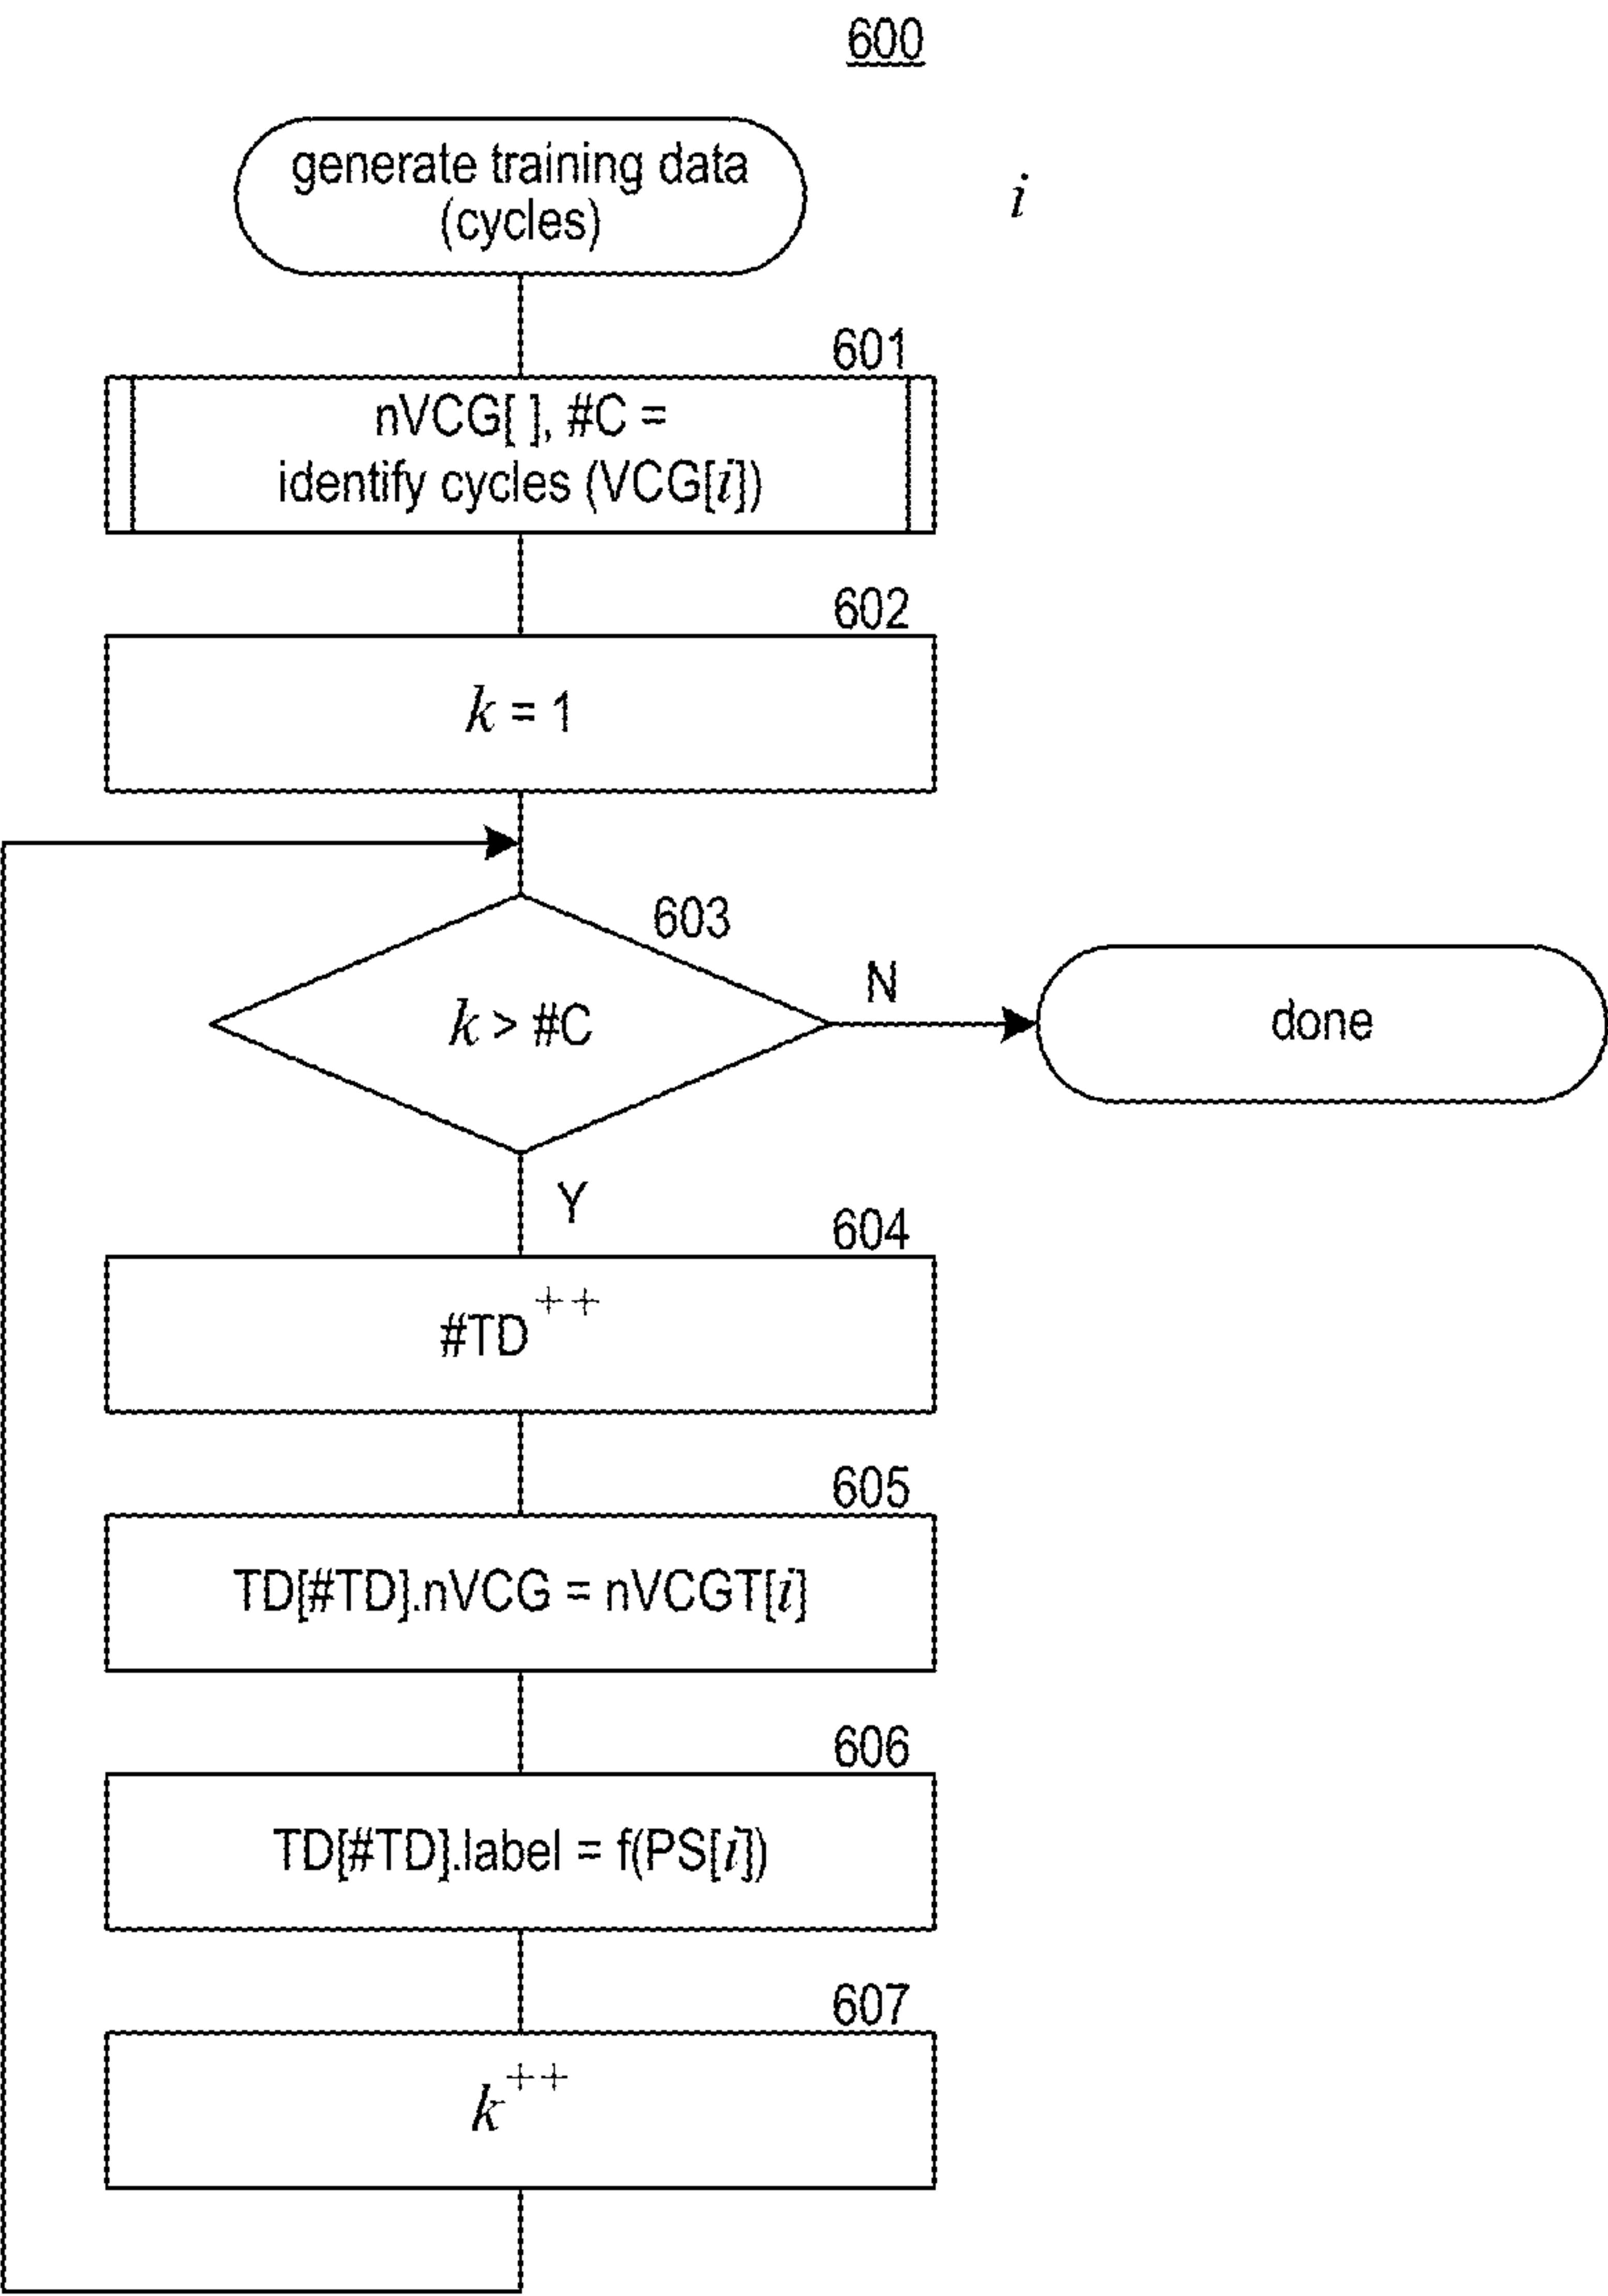 600
generate training data
(cycles)
i
601
nVCG[ ], #C =
identify cycles (VCG[i])
602
k = 1
603
k > #C
N
done
Y
604
#TD++
605
TD[#TD].nVCG = nVCGT[i]
606
TD[#TD].label = f(PS[i])
607
k++